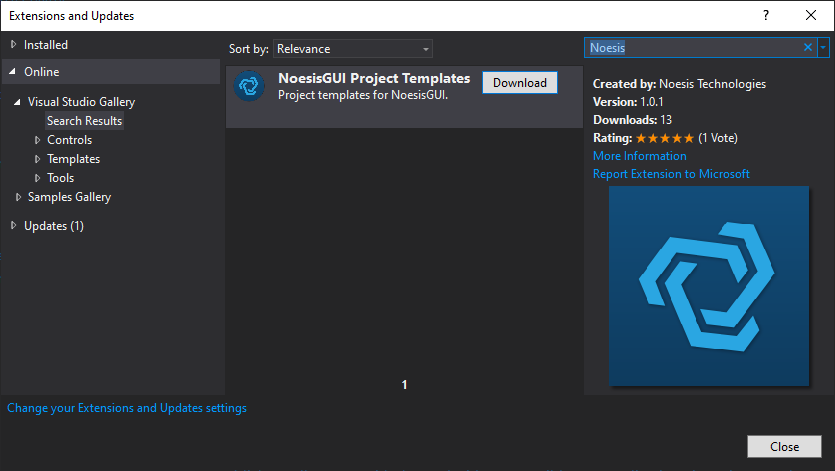 Extensions and Updates
Installed
Online
Visual Studio Gallery
Search Results
Controls
Templates
Tools
Samples Gallery
Updates (1)
Sort by: Relevance
NoesisGUI Project Templates
Project templates for NoesisGUI.
Download
1
Noesis
Created by: Noesis Technologies
Version: 1.0.1
Downloads: 13
Rating: (1 Vote)
More Information
Report Extension to Microsoft
Change your Extensions and Updates settings
Close